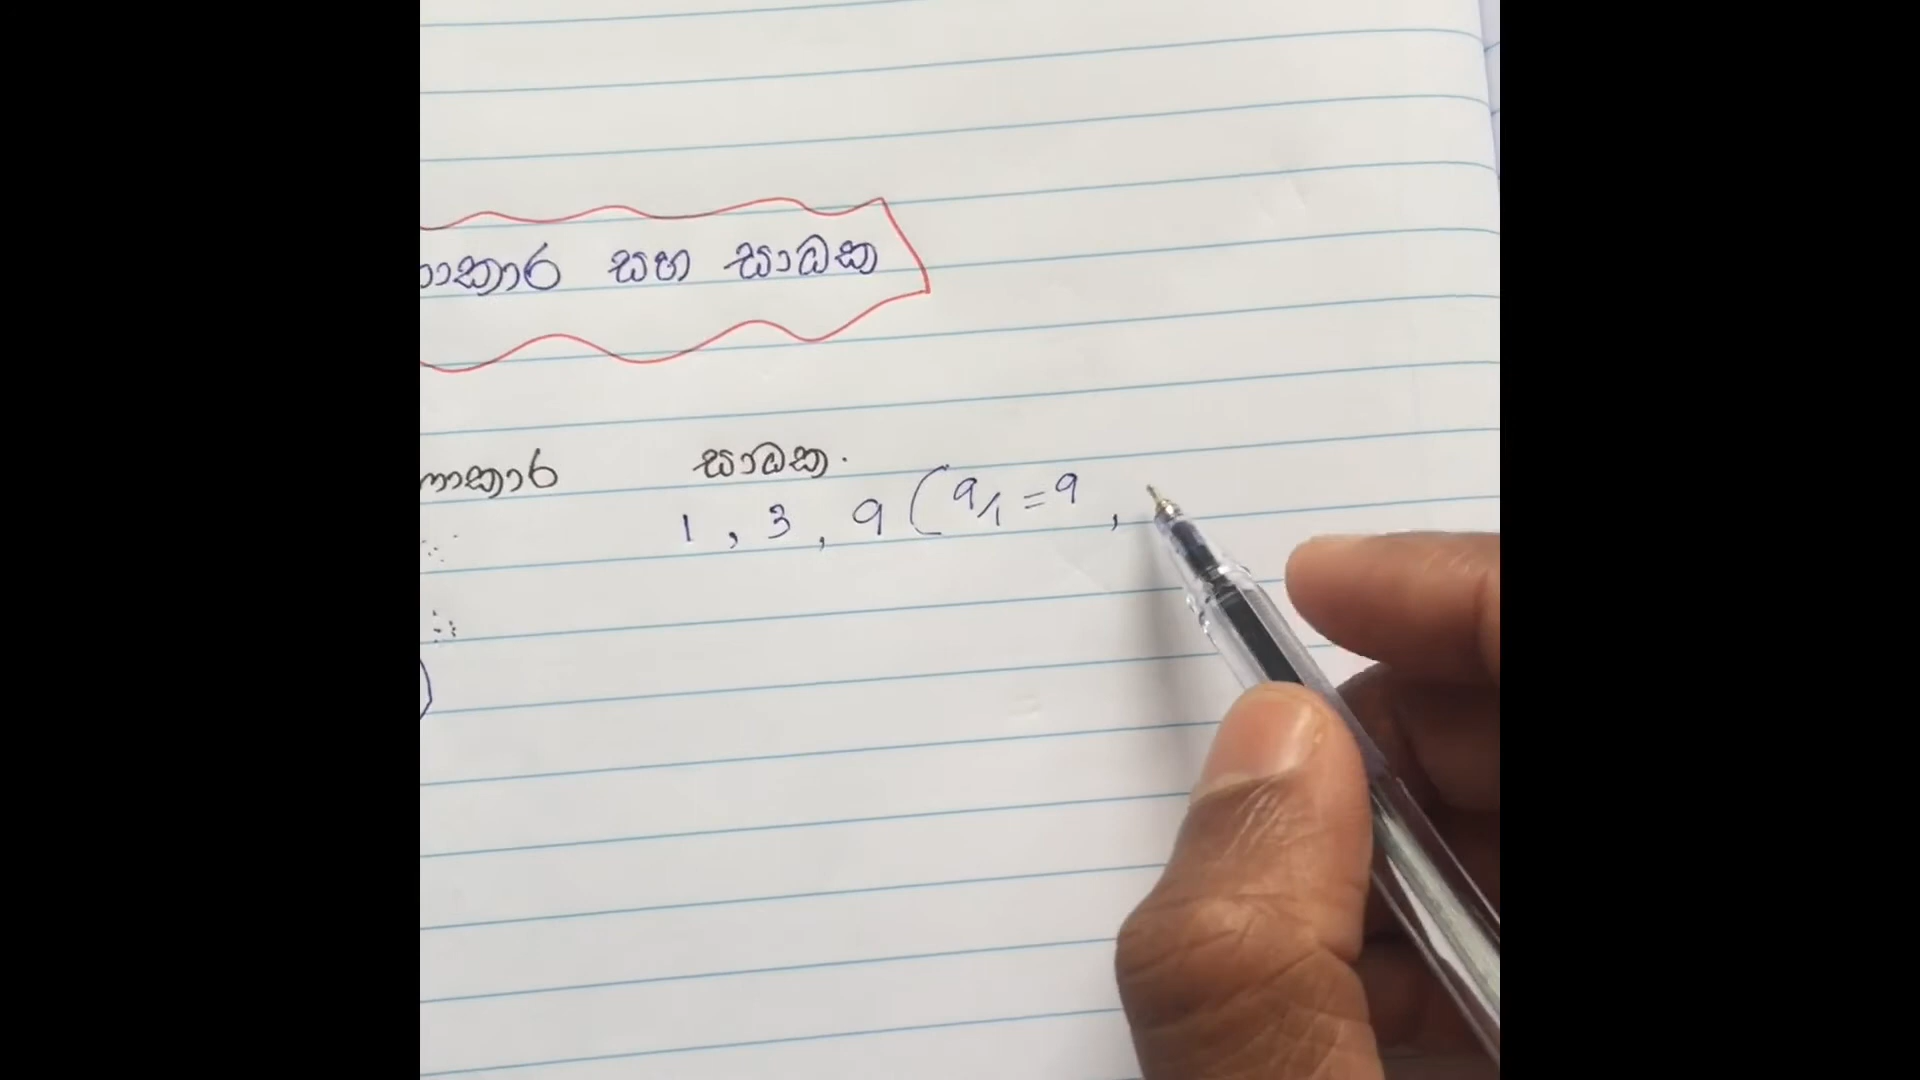 සහ සාධක
සාධක.
1 , 3 , 9 ( 9/1 = 9 ,